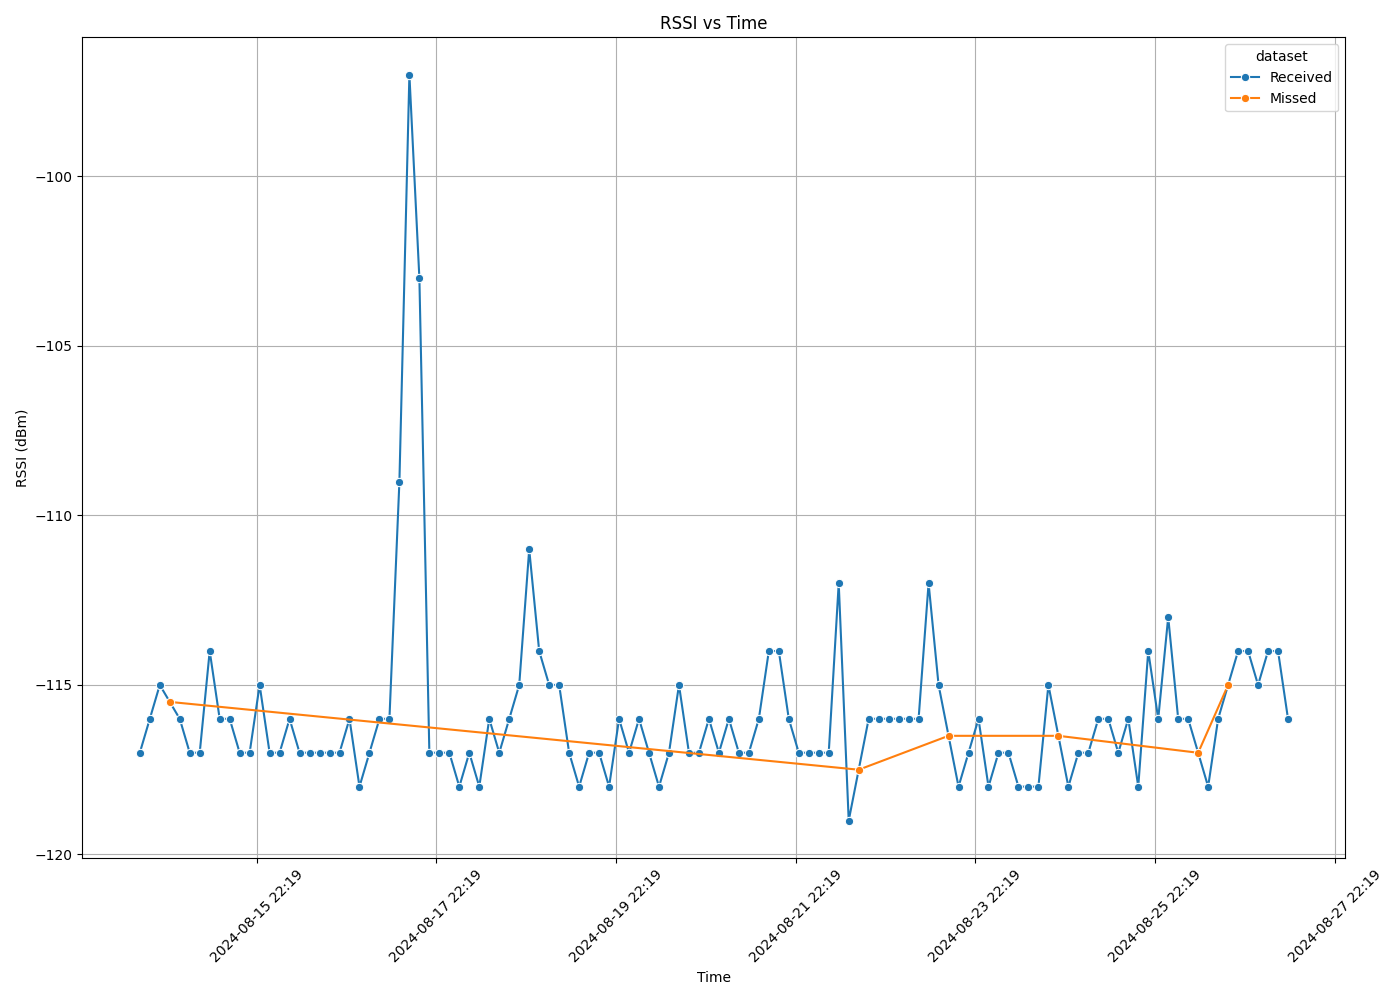 RSSI vs Time
dataset
Received
Missed
−100
−105
−110
−115
−120
RSSI (dBm)
2024-08-15 22:19
2024-08-17 22:19
2024-08-19 22:19
2024-08-21 22:19
2024-08-23 22:19
2024-08-25 22:19
2024-08-27 22:19
Time